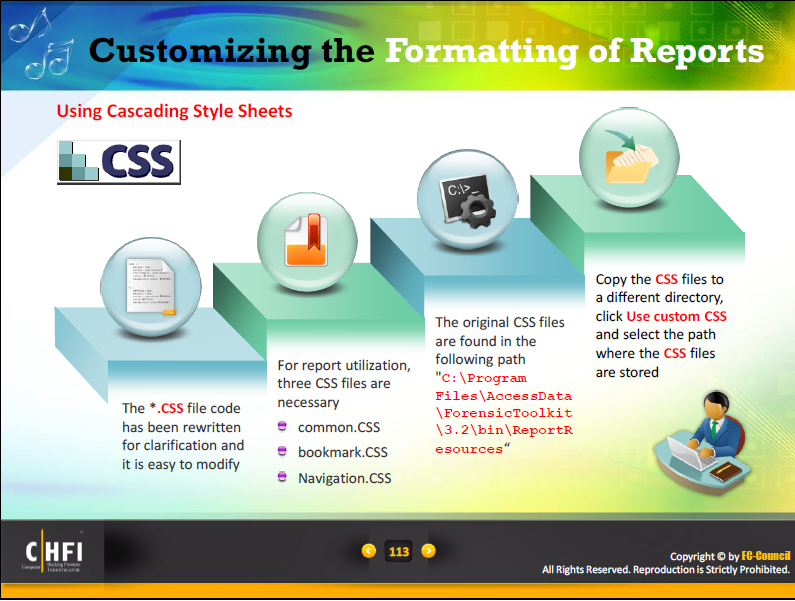 Customizing the Formatting of Reports
Using Cascading Style Sheets
CSS
The *.CSS file code
has been rewritten
for clarification and
it is easy to modify
For report utilization,
three CSS files are
necessary
common.CSS
bookmark.CSS
Navigation.CSS
C:\>_
The original CSS files
are found in the
following path
"C:\Program
Files\AccessData
\ForensicToolkit
\3.2\bin\ReportR
esources“
Copy the CSS files to
a different directory,
click Use custom CSS
and select the path
where the CSS files
are stored
CHFI
Computer Hacking Forensic
INVESTIGATOR
113
Copyright © by EC-Council
All Rights Reserved. Reproduction is Strictly Prohibited.